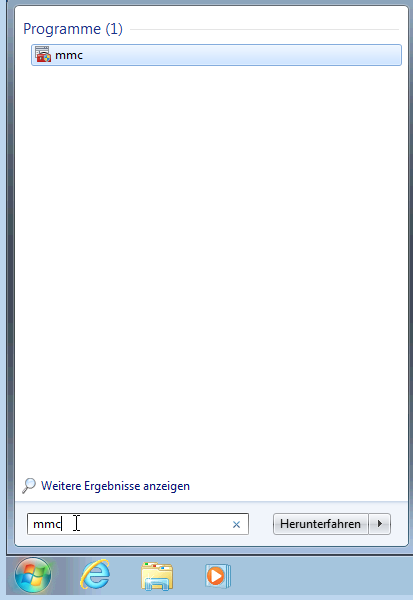 Programme (1)
mmc
Weitere Ergebnisse anzeigen
mmc
Herunterfahren